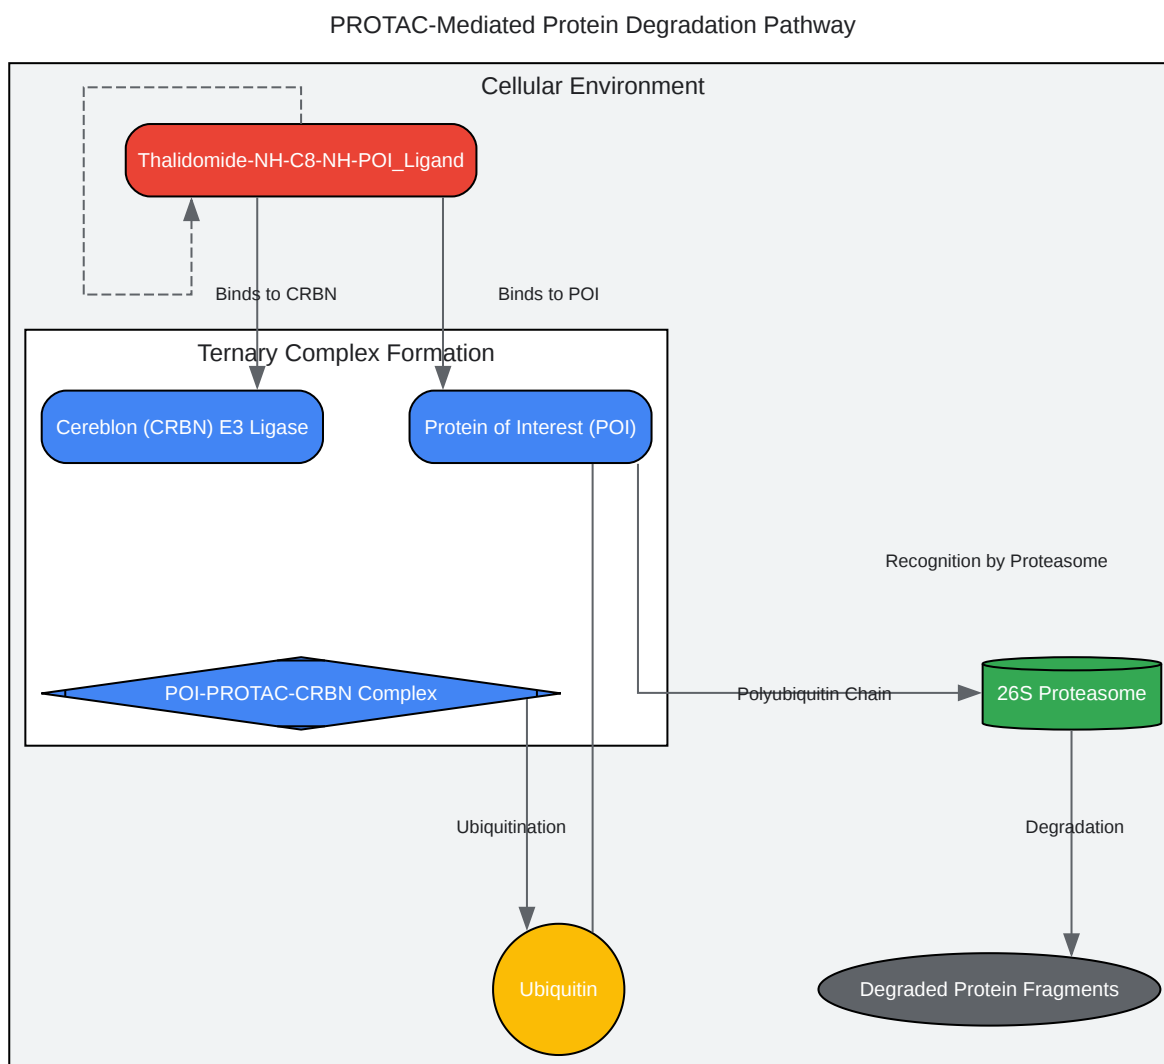 PROTAC-Mediated Protein Degradation Pathway
Cellular Environment
Thalidomide-NH-C8-NH-POI_Ligand
Binds to CRBN
Binds to POI
Ternary Complex Formation
Cereblon (CRBN) E3 Ligase
Protein of Interest (POI)
Recognition by Proteasome
POI-PROTAC-CRBN Complex
Polyubiquitin Chain
26S Proteasome
Ubiquitination
Degradation
Ubiquitin
Degraded Protein Fragments